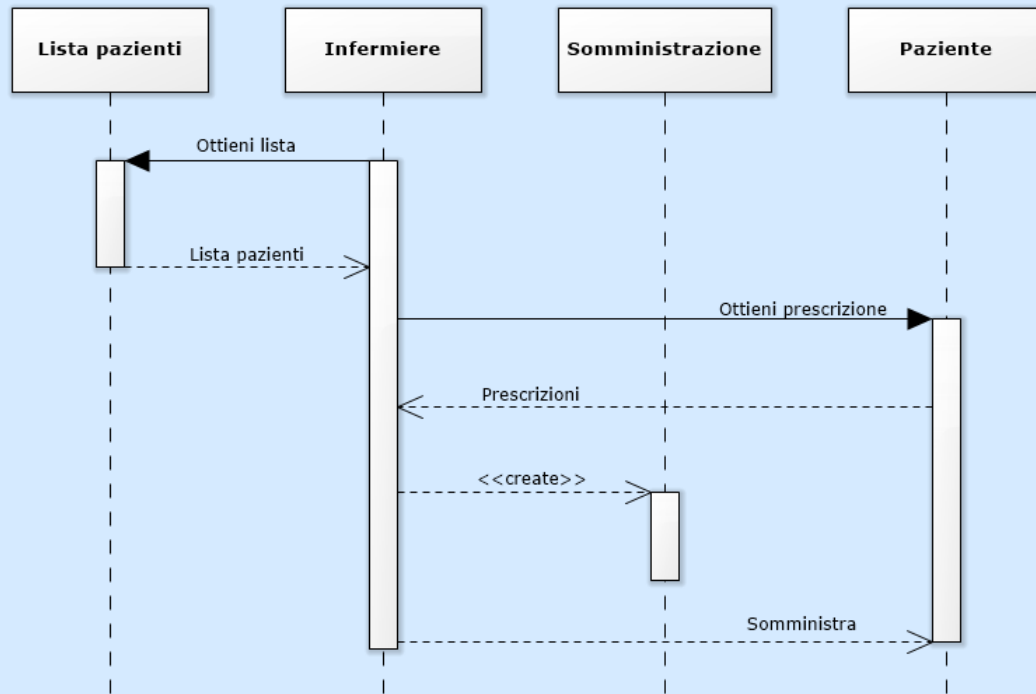 Lista pazienti
Infermiere
Somministrazione
Paziente
Ottieni lista
Lista pazienti
Ottieni prescrizione
Prescrizioni
<<create>>
Somministra